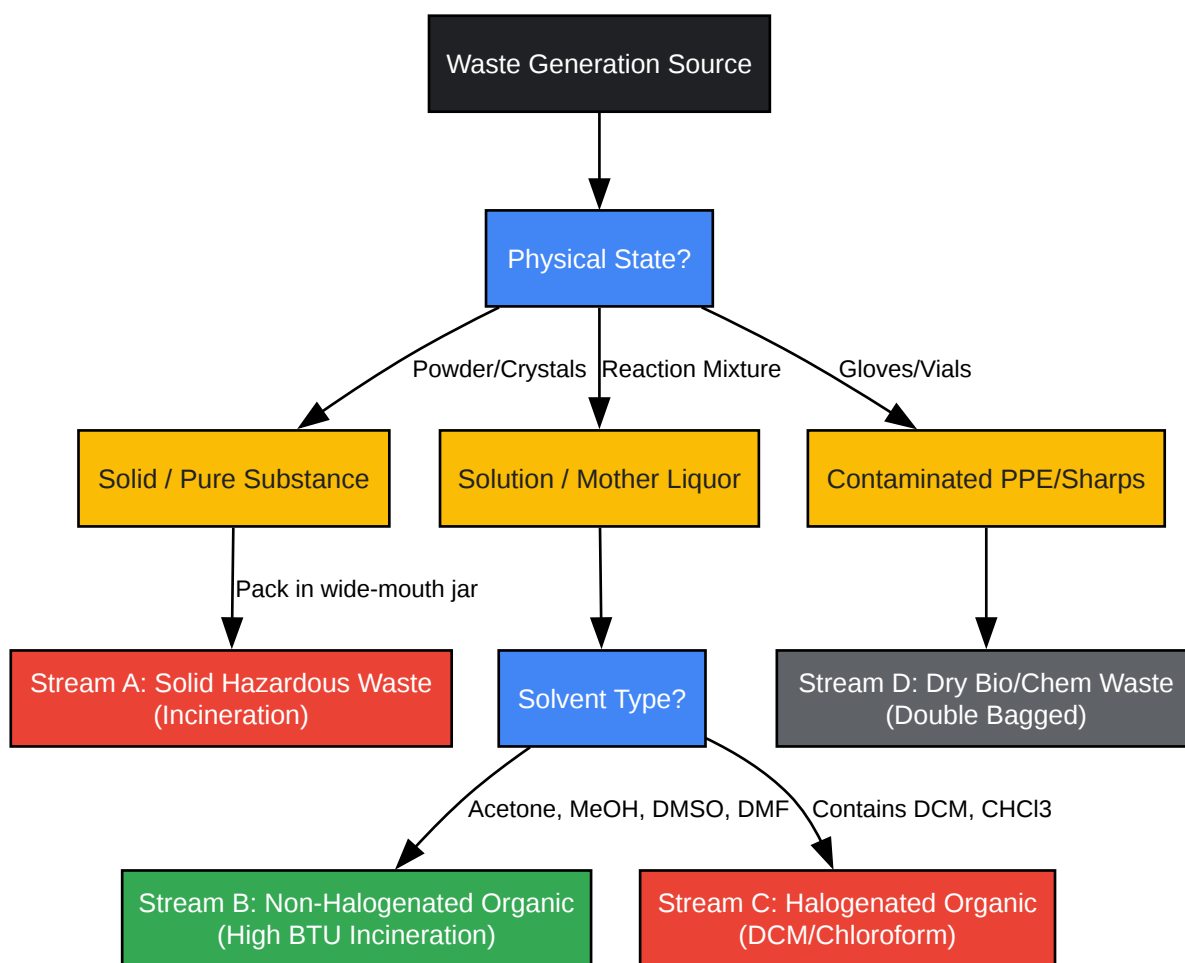 Waste Generation Source
Physical State?
Powder/Crystals
Reaction Mixture
Gloves/Vials
Solid / Pure Substance
Solution / Mother Liquor
Contaminated PPE/Sharps
Pack in wide-mouth jar
Stream A: Solid Hazardous Waste
(Incineration)
Solvent Type?
Stream D: Dry Bio/Chem Waste
(Double Bagged)
Acetone, MeOH, DMSO, DMF
Contains DCM, CHCl3
Stream B: Non-Halogenated Organic
(High BTU Incineration)
Stream C: Halogenated Organic
(DCM/Chloroform)